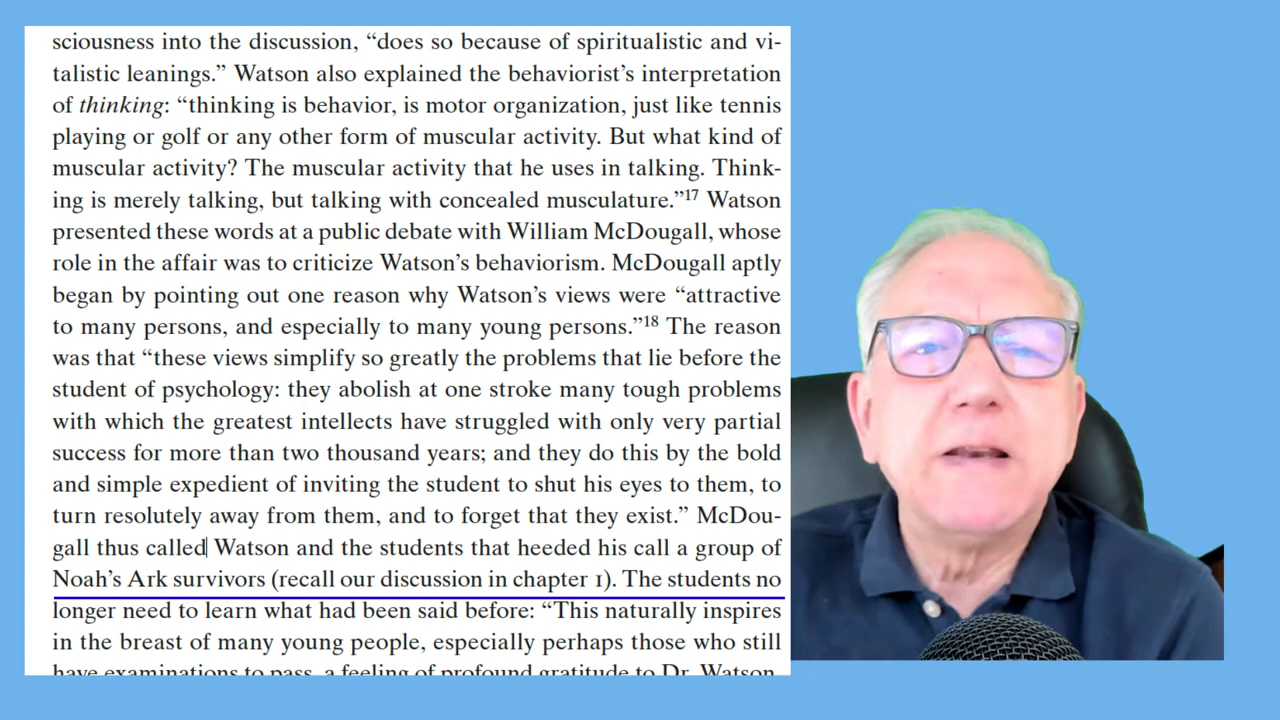 sciousness into the discussion, “does so because of spiritualistic and vi-
talistic leanings.” Watson also explained the behaviorist’s interpretation
of thinking: “thinking is behavior, is motor organization, just like tennis
playing or golf or any other form of muscular activity. But what kind of
muscular activity? The muscular activity that he uses in talking. Think-
ing is merely talking, but talking with concealed musculature.”17 Watson
presented these words at a public debate with William McDougall, whose
role in the affair was to criticize Watson’s behaviorism. McDougall aptly
began by pointing out one reason why Watson’s views were “attractive
to many persons, and especially to many young persons.”18 The reason
was that “these views simplify so greatly the problems that lie before the
student of psychology: they abolish at one stroke many tough problems
with which the greatest intellects have struggled with only very partial
success for more than two thousand years; and they do this by the bold
and simple expedient of inviting the student to shut his eyes to them, to
turn resolutely away from them, and to forget that they exist.” McDou-
gall thus called Watson and the students that heeded his call a group of
Noah’s Ark survivors (recall our discussion in chapter 1). The students no
longer need to learn what had been said before: “This naturally inspires
in the breast of many young people, especially perhaps those who still
have examinations to pass, a feeling of profound gratitude to Dr. Watson.